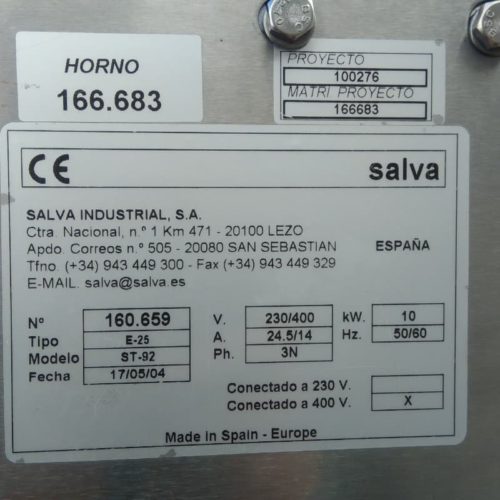 HORNO
166.683
PROYECTO
100276
MATRI PROYECTO
166683
CE salva
SALVA INDUSTRIAL, S.A.
Ctra. Nacional, n.º 1 Km 471 - 20100 LEZO
Apdo. Correos n.º 505 - 20080 SAN SEBASTIAN ESPAÑA
Tfno. (+34) 943 449 300 - Fax (+34) 943 449 329
E-MAIL. salva@salva.es
Nº 160.659 V. 230/400 kW. 10
Tipo E-25 A. 24.5/14 Hz. 50/60
Modelo ST-92 Ph. 3N
Fecha 17/05/04
Conectado a 230 V.
Conectado a 400 V. X
Made in Spain - Europe